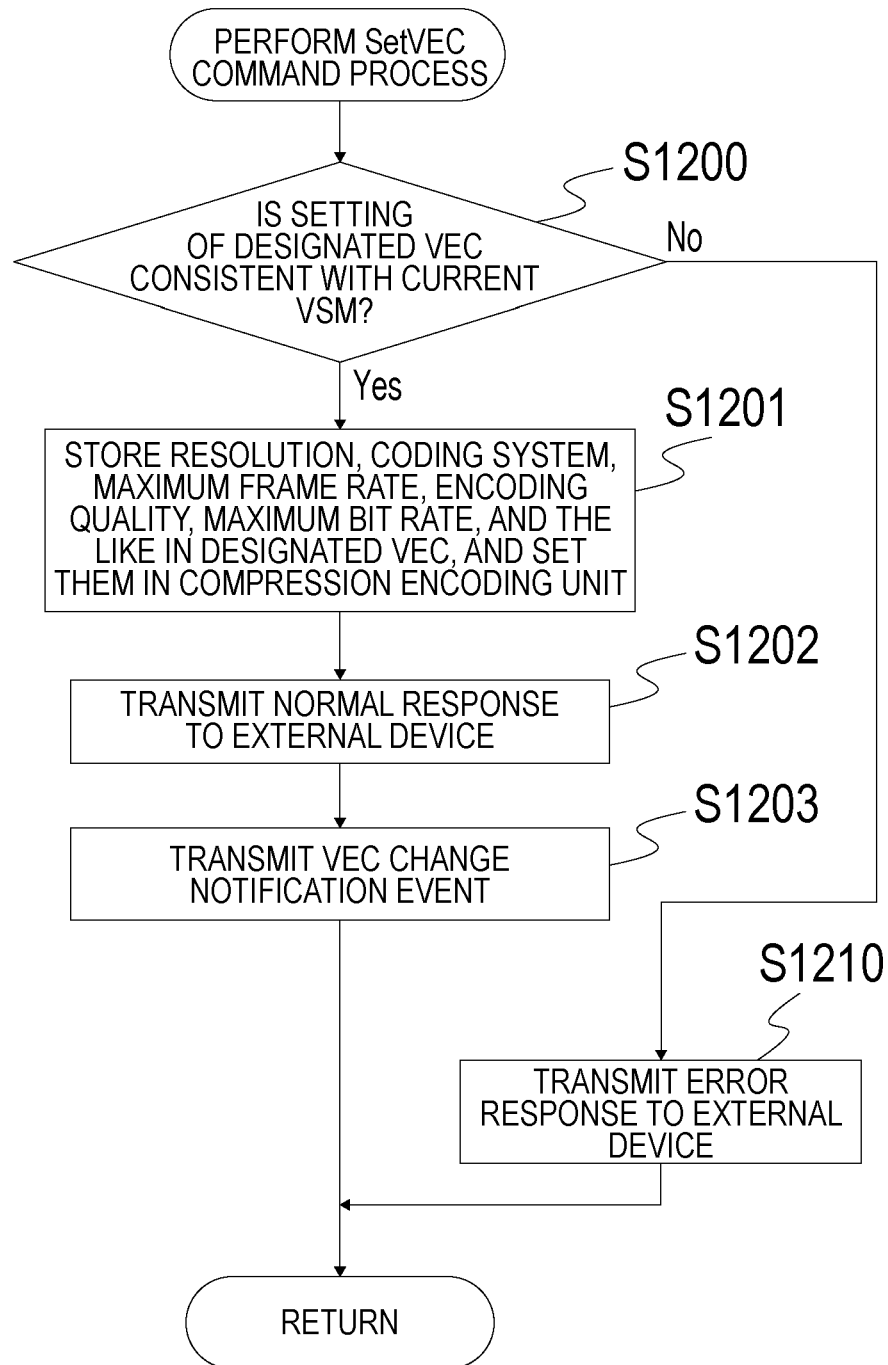 PERFORM SetVEC
COMMAND PROCESS
S1200
IS SETTING
OF DESIGNATED VEC
CONSISTENT WITH CURRENT
VSM?
No
Yes
S1201
STORE RESOLUTION, CODING SYSTEM,
MAXIMUM FRAME RATE, ENCODING
QUALITY, MAXIMUM BIT RATE, AND THE
LIKE IN DESIGNATED VEC, AND SET
THEM IN COMPRESSION ENCODING UNIT
S1202
TRANSMIT NORMAL RESPONSE
TO EXTERNAL DEVICE
S1203
TRANSMIT VEC CHANGE
NOTIFICATION EVENT
S1210
TRANSMIT ERROR
RESPONSE TO EXTERNAL
DEVICE
RETURN